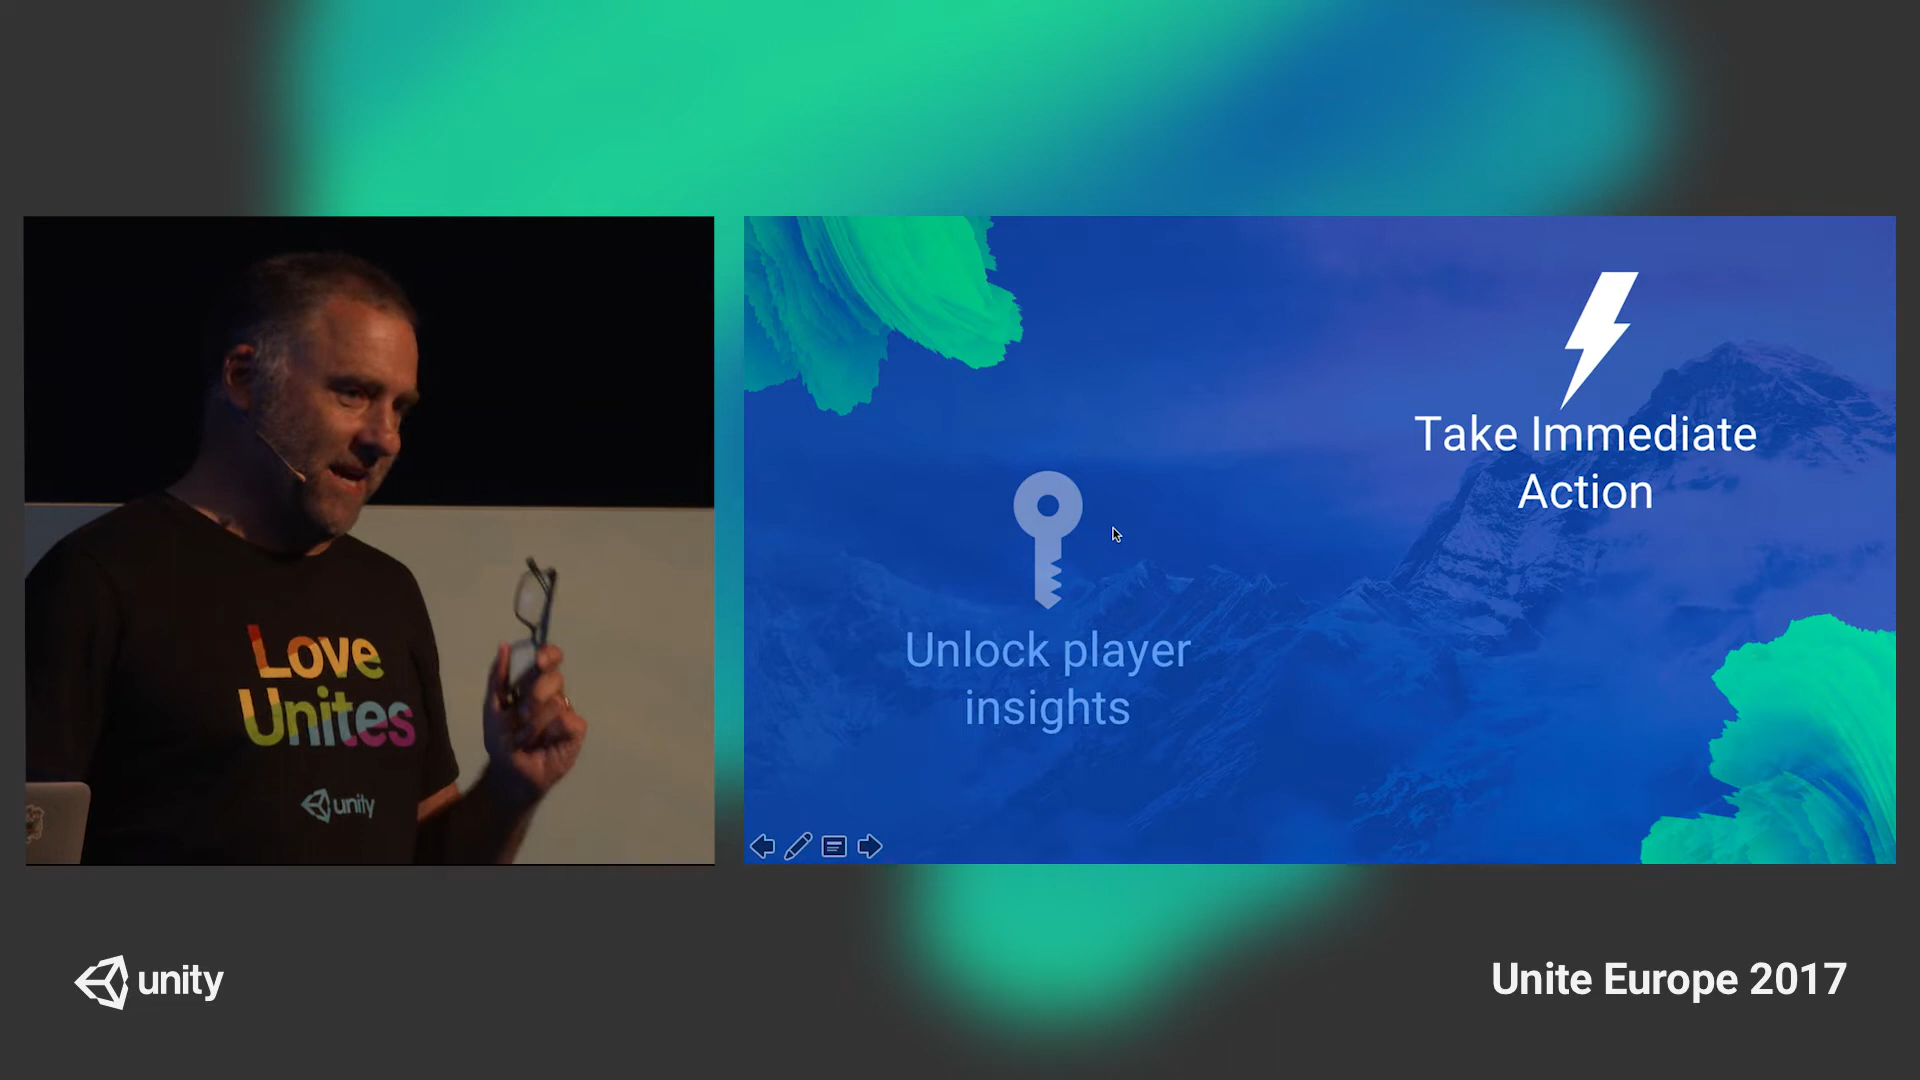 Love
Unites
unity
Take Immediate
Action
Unlock player
insights
unity
Unite Europe 2017